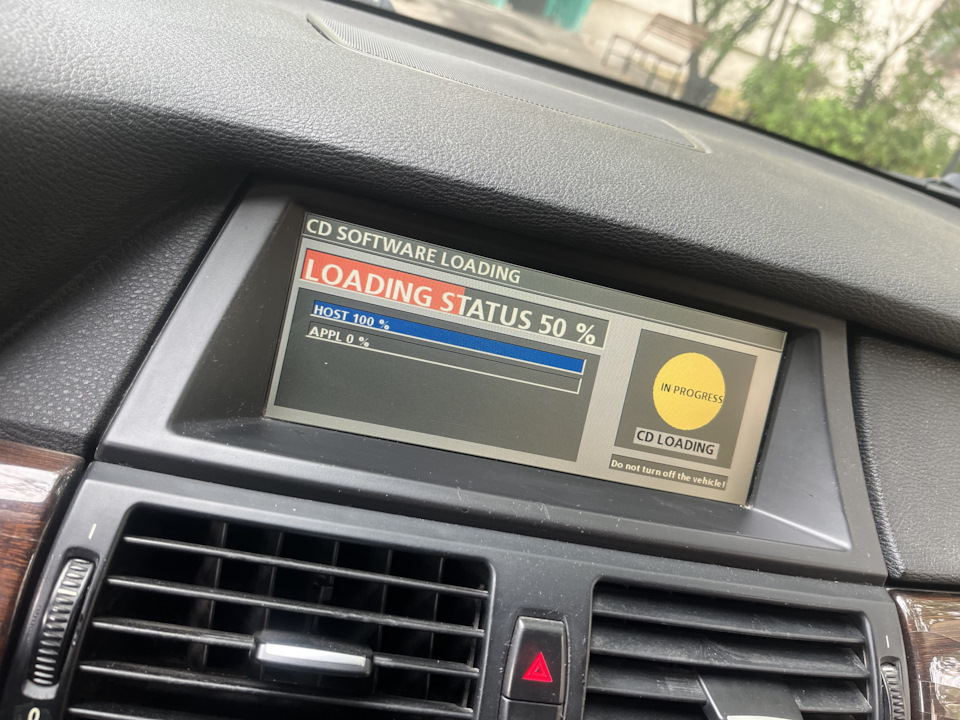 CD SOFTWARE LOADING
LOADING STATUS 50 %
HOST 100 %
APPL 0 %
IN PROGRESS
CD LOADING
Do not turn off the vehicle!